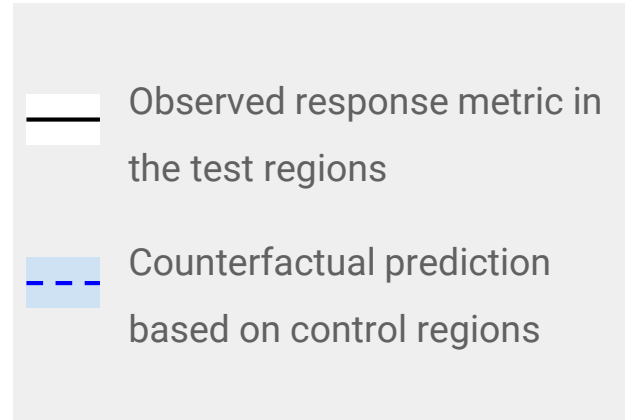 Observed response metric in
the test regions
Counterfactual prediction
based on control regions